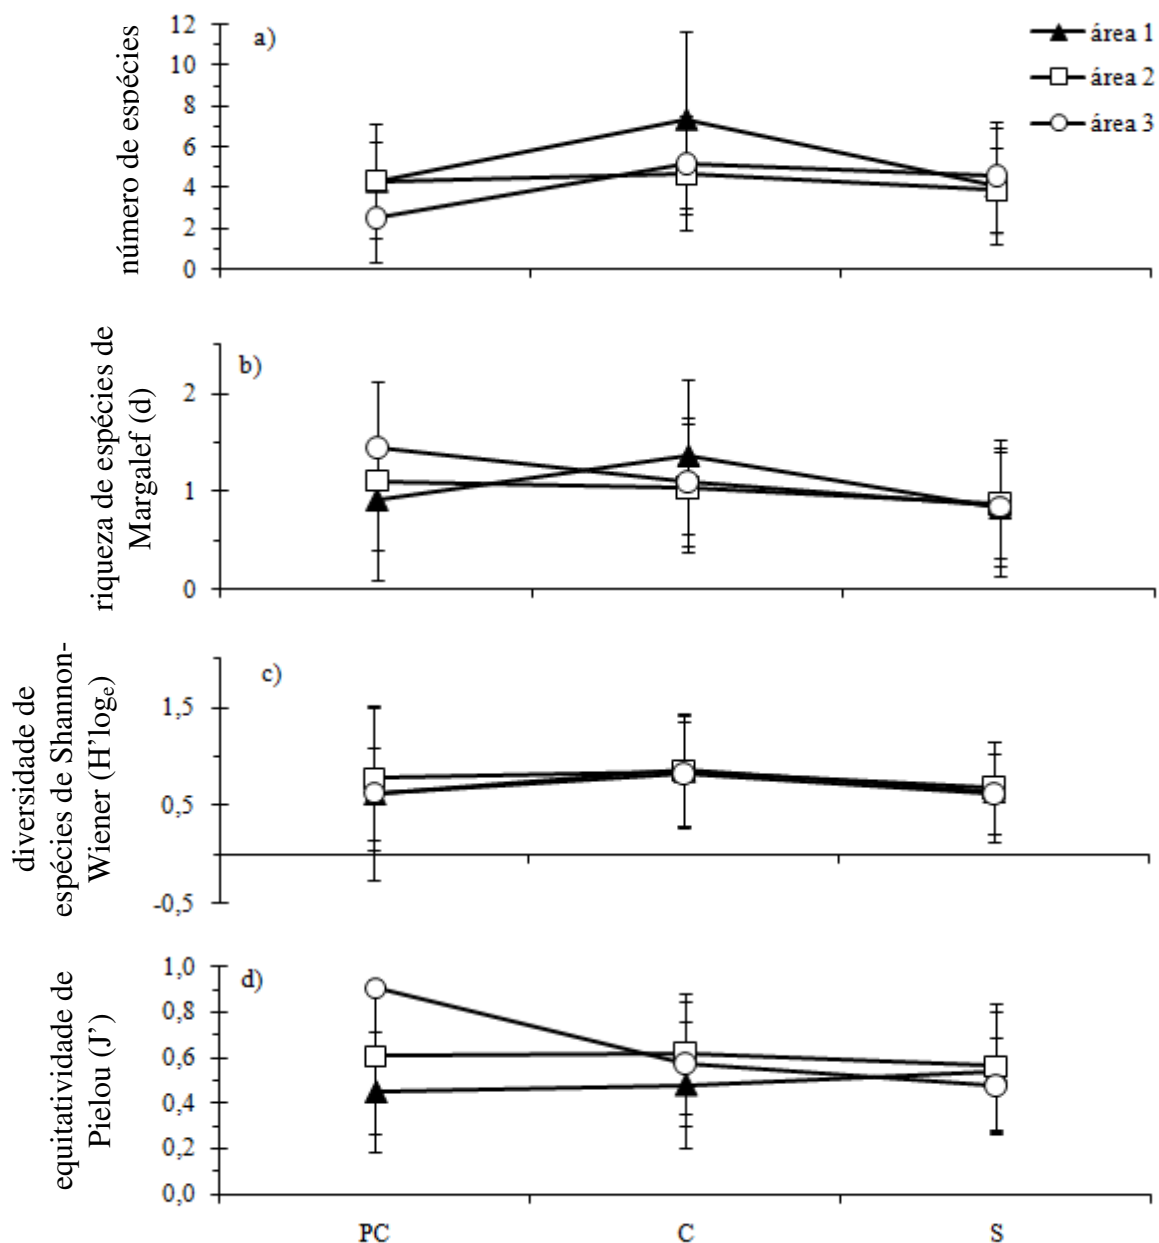 número de espécies
12
10
8
6
4
2
0
a)
área 1
área 2
área 3
riqueza de espécies de
Margalef (d)
2
1
0
b)
diversidade de
espécies de Shannon-
Wiener (H'logₑ)
1,5
0,5
-0,5
c)
equitatividade de
Pielou (J')
1,0
0,8
0,6
0,4
0,2
0,0
d)
PC
C
S